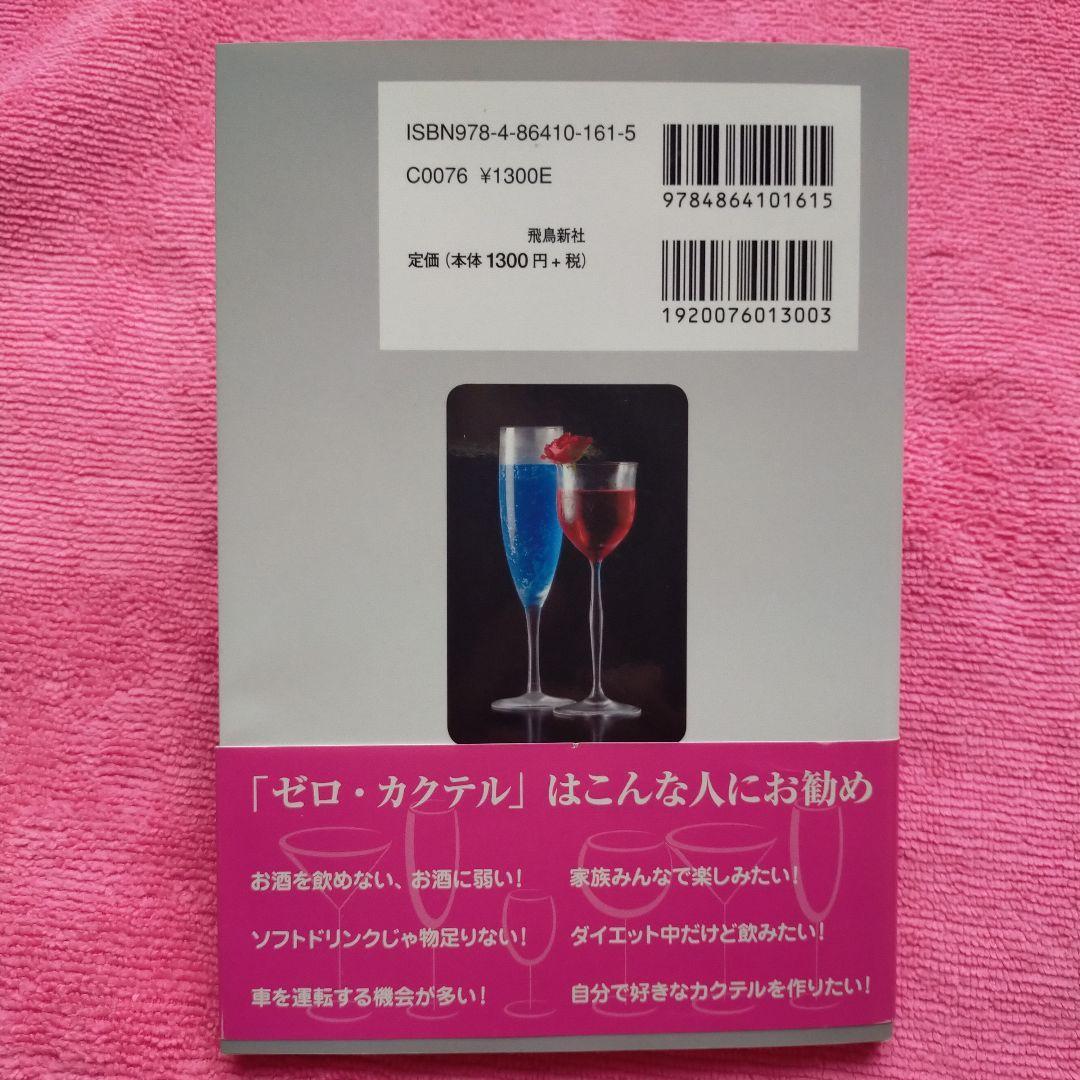 ISBN978-4-86410-161-5
C0076 ¥1300E
飛鳥新社
定価（本体1300円+税）
9784864101615
1920076013003
「ゼロ・カクテル」はこんな人にお勧め
お酒を飲めない、お酒に弱い！
ソフトドリンクじゃ物足りない！
車を運転する機会が多い！
家族みんなで楽しみたい！
ダイエット中だけど飲みたい！
自分で好きなカクテルを作りたい！